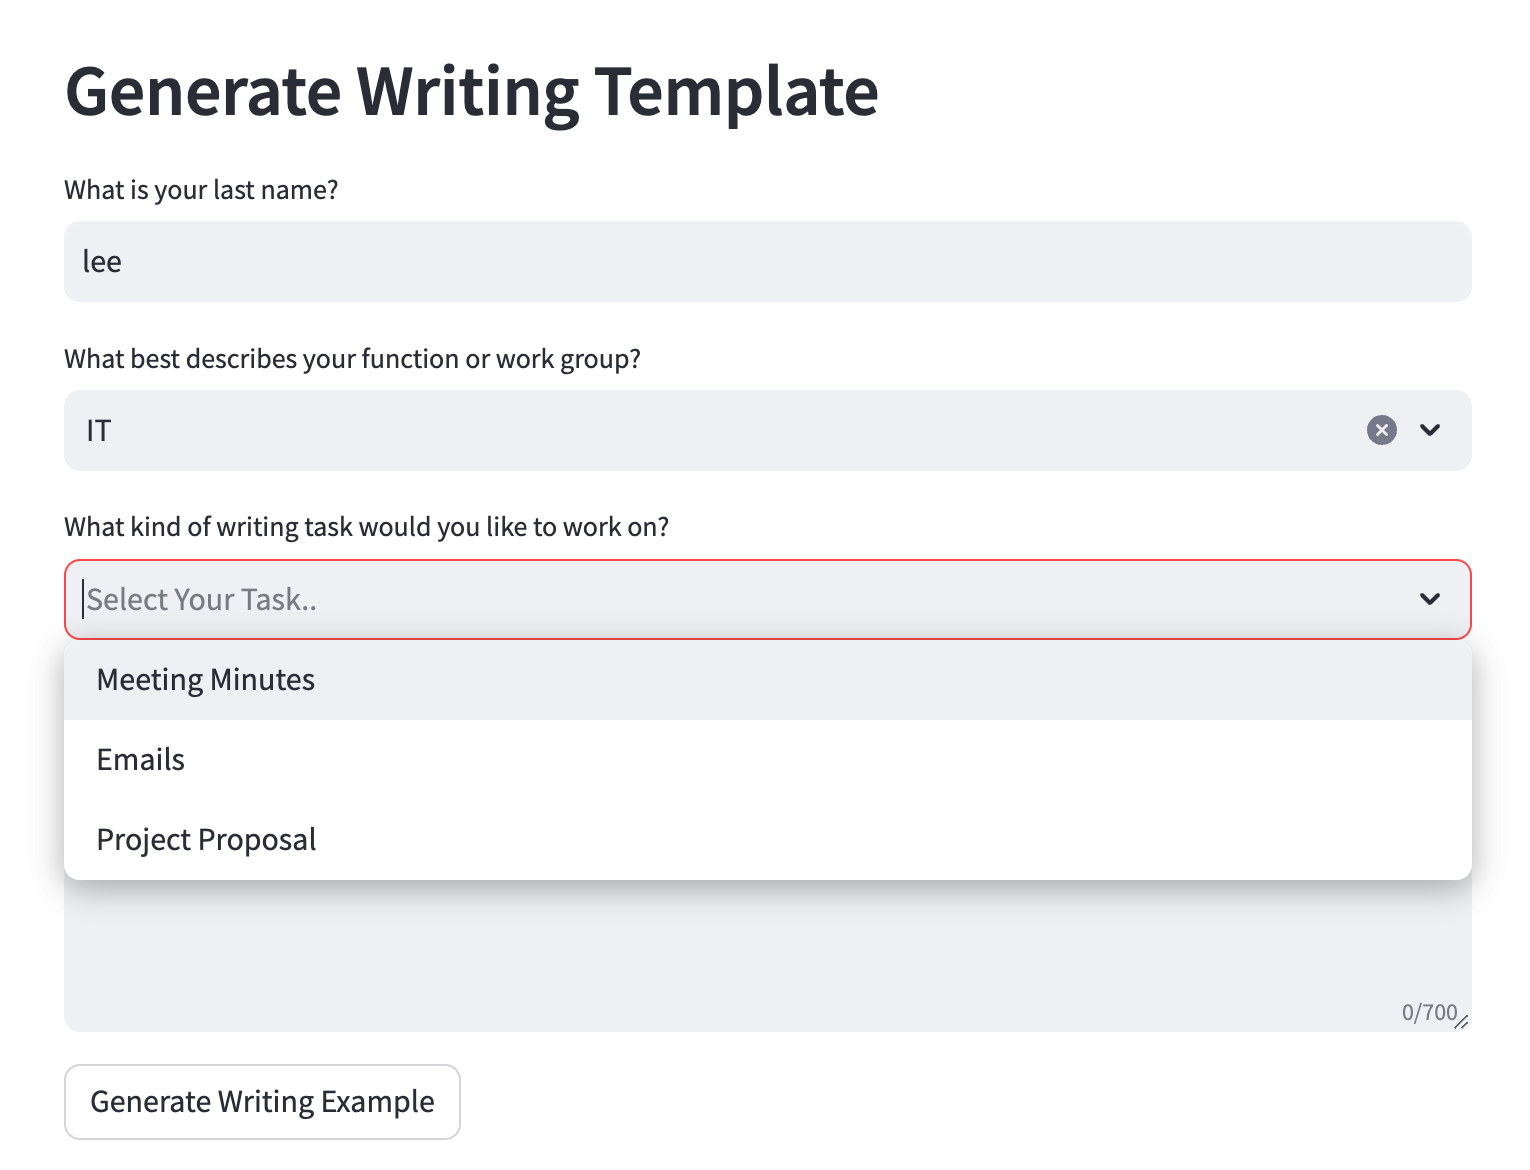 Generate Writing Template
What is your last name?
lee
What best describes your function or work group?
IT
What kind of writing task would you like to work on?
Select Your Task..
Meeting Minutes
Emails
Project Proposal
0/700
Generate Writing Example